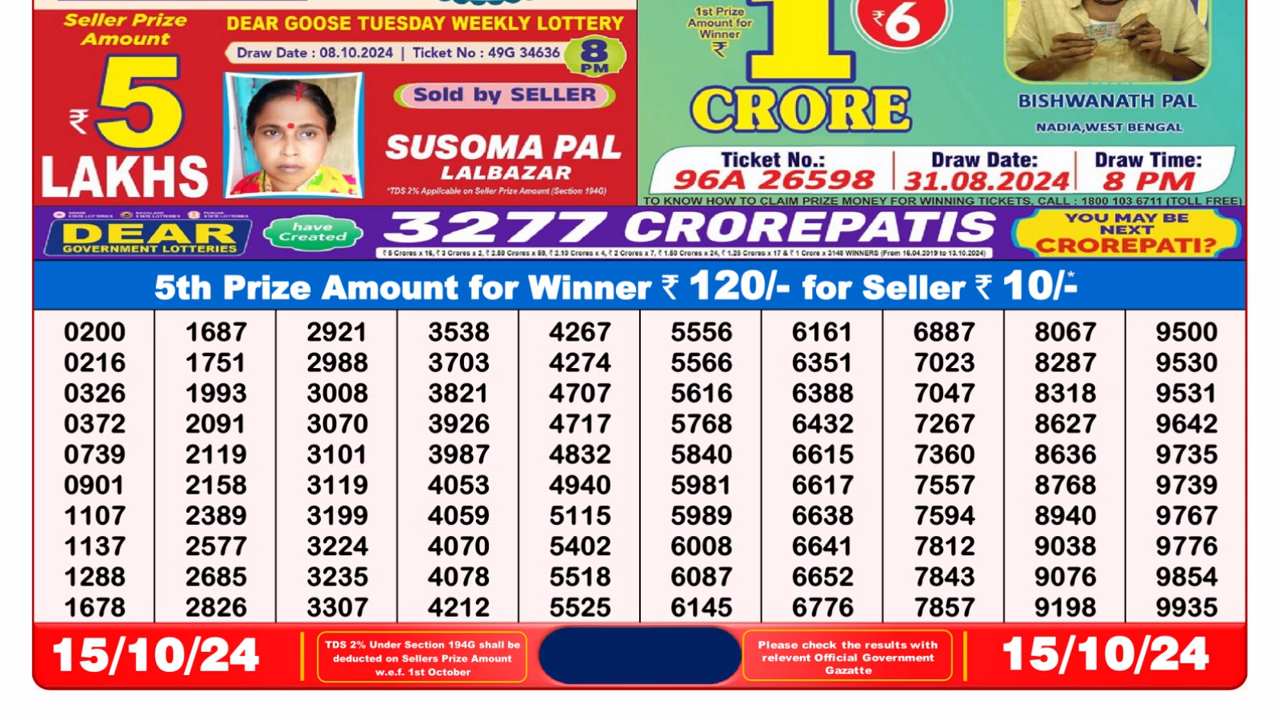 Seller Prize
Amount
₹5
LAKHS
DEAR GOOSE TUESDAY WEEKLY LOTTERY
Draw Date : 08.10.2024 | Ticket No : 49G 34636
8
PM
Sold by SELLER
SUSOMA PAL
LALBAZAR
*TDS 2% Applicable on Seller Prize Amount (Section 194G)
1st Prize
Amount for
Winner
₹
1
CRORE
₹6
BISHWANATH PAL
NADIA,WEST BENGAL
Ticket No.: Draw Date: Draw Time:
96A 26598 31.08.2024 8 PM
TO KNOW HOW TO CLAIM PRIZE MONEY FOR WINNING TICKETS, CALL : 1800 103 6711 (TOLL FREE)
DEAR
GOVERNMENT LOTTERIES
have
Created
3277 CROREPATIS
YOU MAY BE
NEXT
CROREPATI?
5th Prize Amount for Winner ₹ 120/- for Seller ₹ 10/-*
0200 1687 2921 3538 4267 5556 6161 6887 8067 9500
0216 1751 2988 3703 4274 5566 6351 7023 8287 9530
0326 1993 3008 3821 4707 5616 6388 7047 8318 9531
0372 2091 3070 3926 4717 5768 6432 7267 8627 9642
0739 2119 3101 3987 4832 5840 6615 7360 8636 9735
0901 2158 3119 4053 4940 5981 6617 7557 8768 9739
1107 2389 3199 4059 5115 5989 6638 7594 8940 9767
1137 2577 3224 4070 5402 6008 6641 7812 9038 9776
1288 2685 3235 4078 5518 6087 6652 7843 9076 9854
1678 2826 3307 4212 5525 6145 6776 7857 9198 9935
15/10/24
TDS 2% Under Section 194G shall be
deducted on Sellers Prize Amount
w.e.f. 1st October
Please check the results with
relevent Official Government
Gazatte
15/10/24